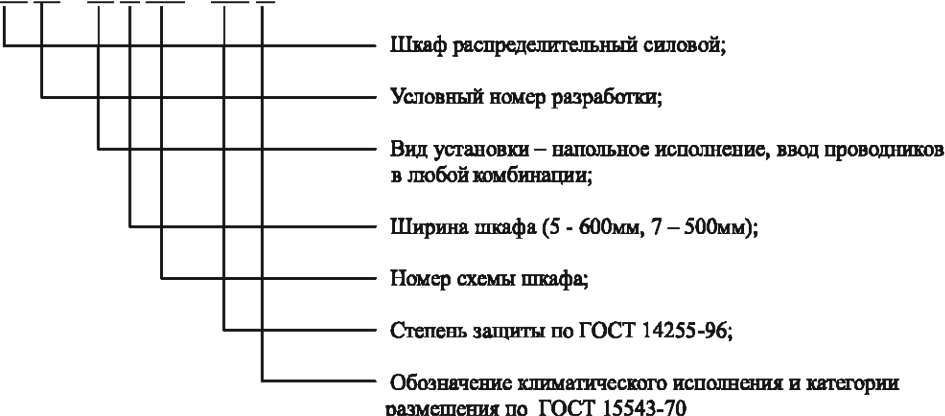 Шкаф распределительный силовой;
Условный номер разработки;
Вид установки – напольное исполнение, ввод проводников
в любой комбинации;
Ширина шкафа (5 - 600мм, 7 – 500мм);
Номер схемы шкафа;
Степень защиты по ГОСТ 14255-96;
Обозначение климатического исполнения и категории
размещения по ГОСТ 15543-70